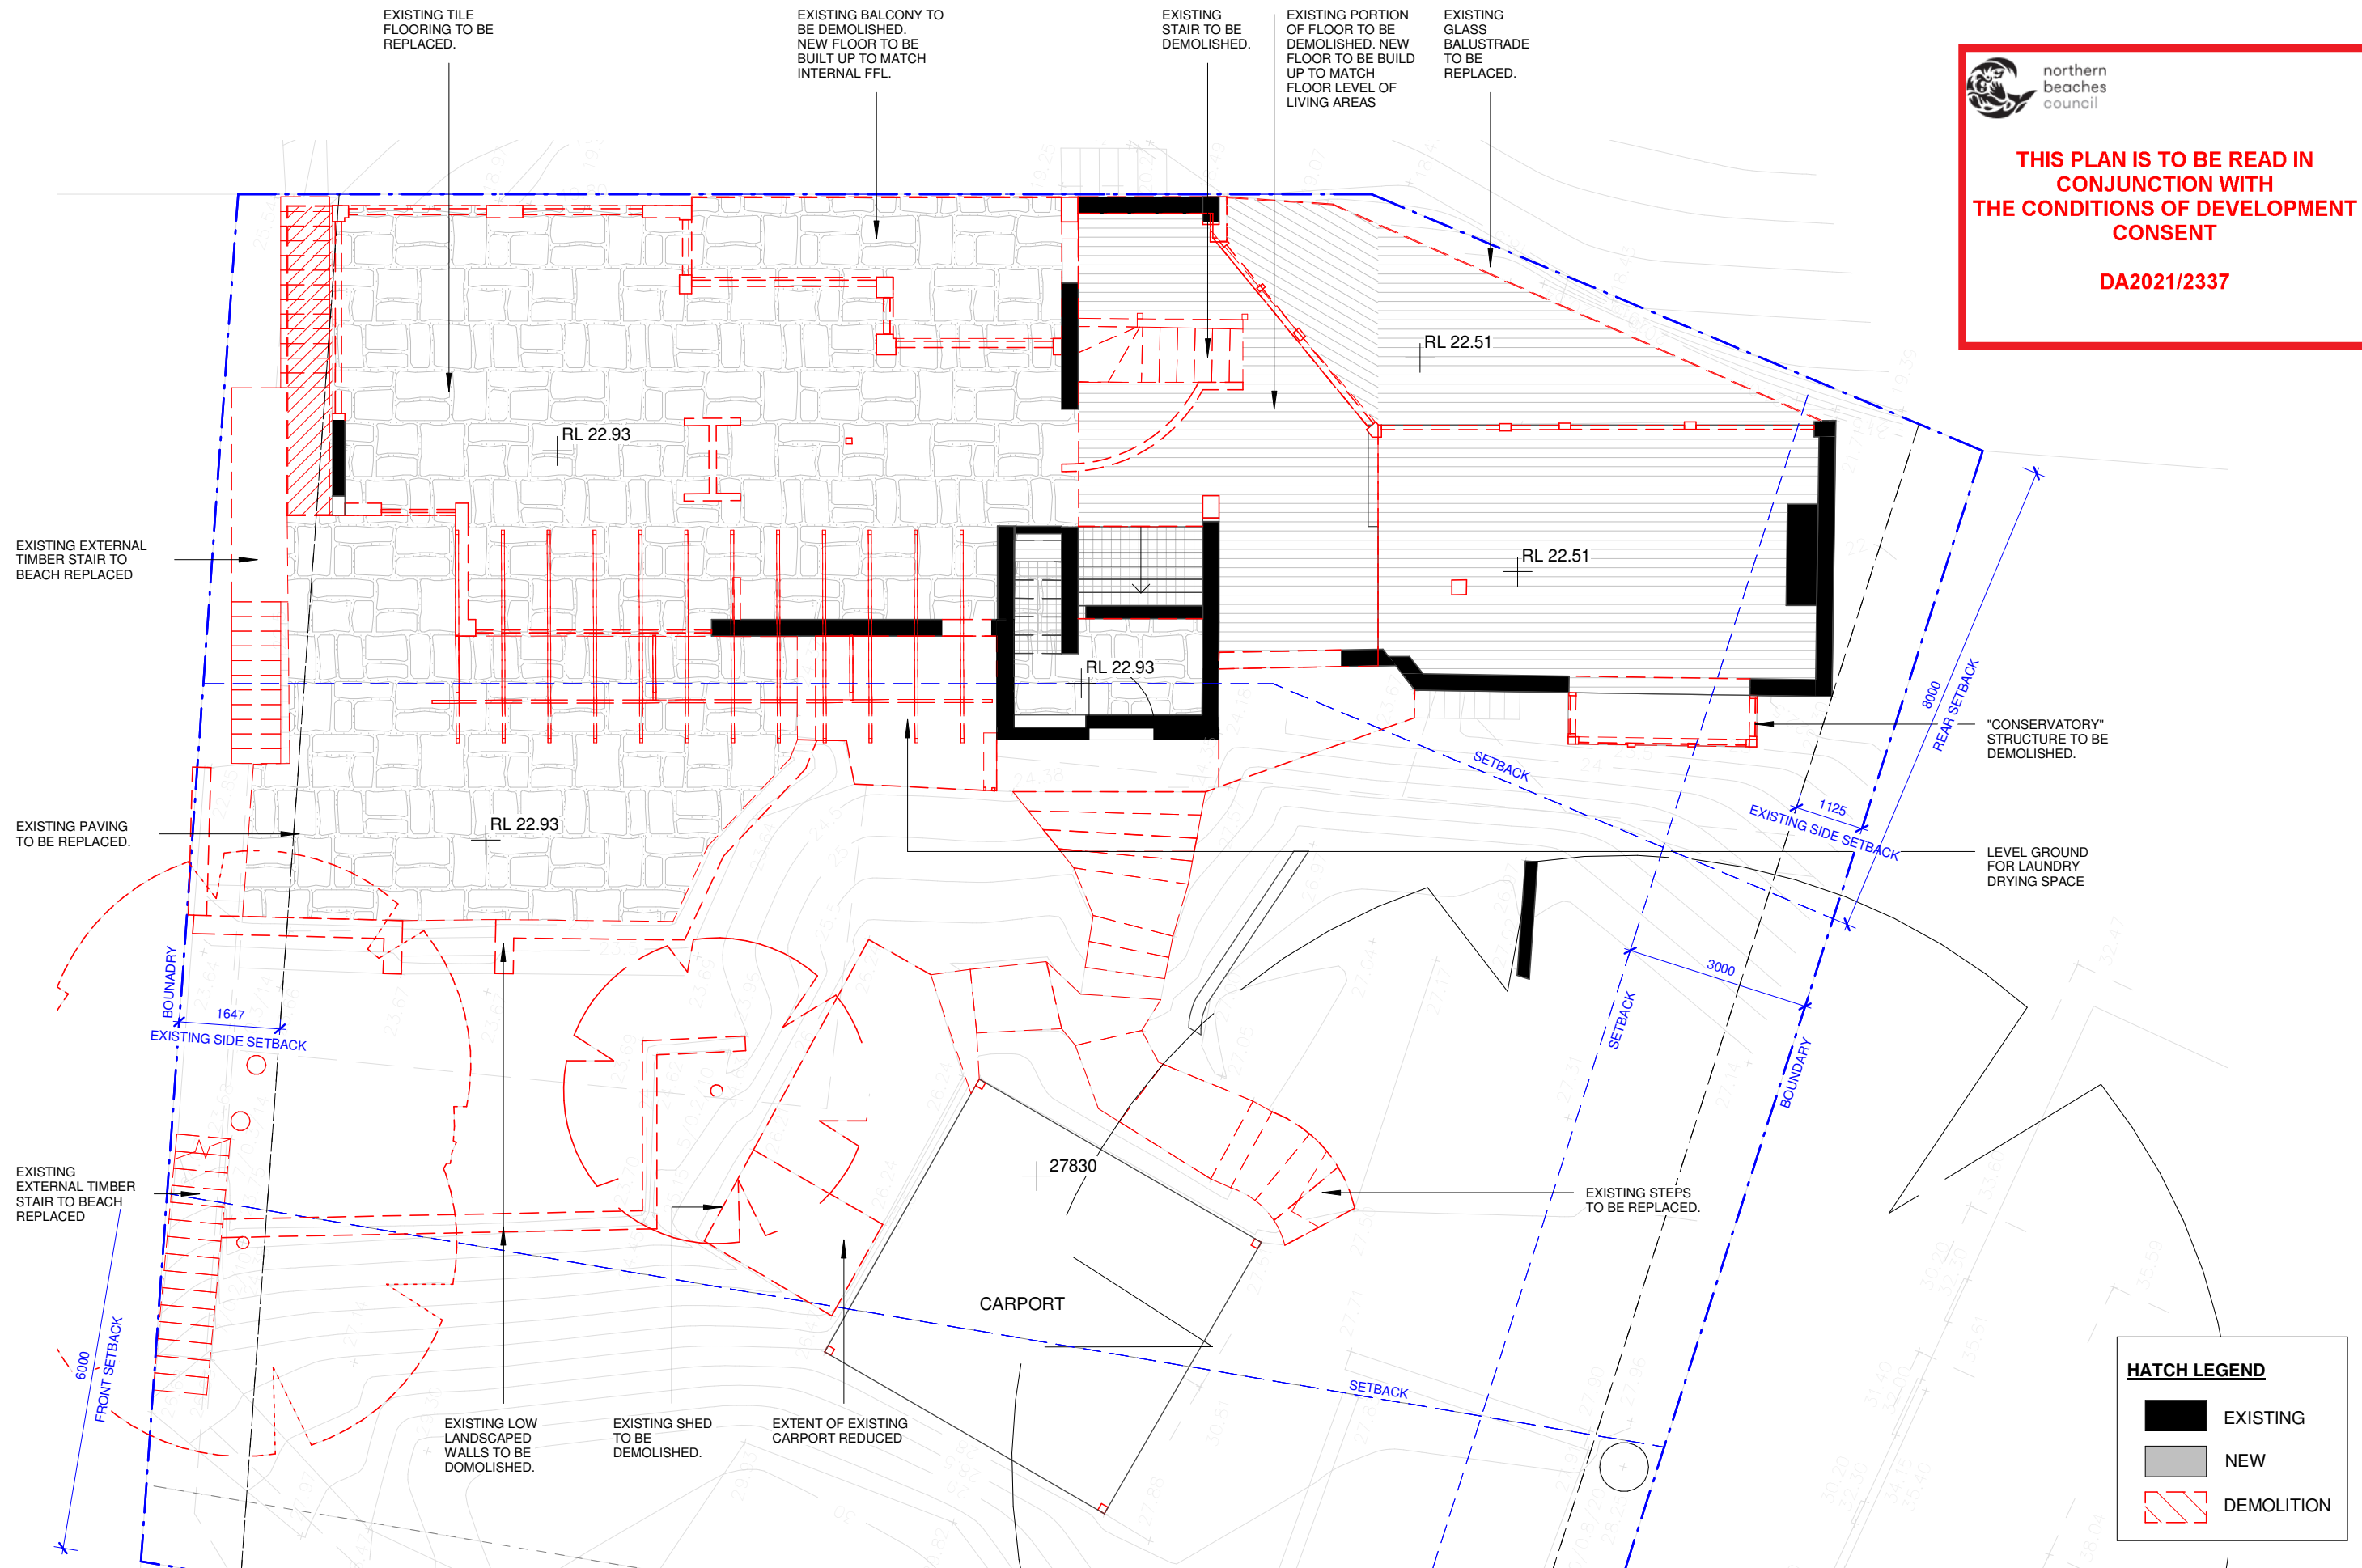 EXISTING TILE
FLOORING TO BE
REPLACED.
EXISTING BALCONY TO
BE DEMOLISHED.
NEW FLOOR TO BE
BUILT UP TO MATCH
INTERNAL FFL.
EXISTING
STAIR TO BE
DEMOLISHED.
EXISTING PORTION
OF FLOOR TO BE
DEMOLISHED. NEW
FLOOR TO BE BUILD
UP TO MATCH
FLOOR LEVEL OF
LIVING AREAS
EXISTING
GLASS
BALUSTRADE
TO BE
REPLACED.
northern
beaches
council
THIS PLAN IS TO BE READ IN
CONJUNCTION WITH
THE CONDITIONS OF DEVELOPMENT
CONSENT
DA2021/2337
RL 22.51
RL 22.93
RL 22.51
EXISTING EXTERNAL
TIMBER STAIR TO
BEACH REPLACED
RL 22.93
8000
REAR SETBACK
"CONSERVATORY"
STRUCTURE TO BE
DEMOLISHED.
SETBACK
24.38
1125
EXISTING SIDE SETBACK
EXISTING PAVING
TO BE REPLACED.
RL 22.93
LEVEL GROUND
FOR LAUNDRY
DRYING SPACE
BOUNADRY
1647
EXISTING SIDE SETBACK
3000
SETBACK
BOUNDARY
EXISTING
EXTERNAL TIMBER
STAIR TO BEACH
REPLACED
27830
EXISTING STEPS
TO BE REPLACED.
CARPORT
6000
FRONT SETBACK
SETBACK
EXISTING LOW
LANDSCAPED
WALLS TO BE
DOMOLISHED.
EXISTING SHED
TO BE
DEMOLISHED.
EXTENT OF EXISTING
CARPORT REDUCED
HATCH LEGEND
EXISTING
NEW
DEMOLITION